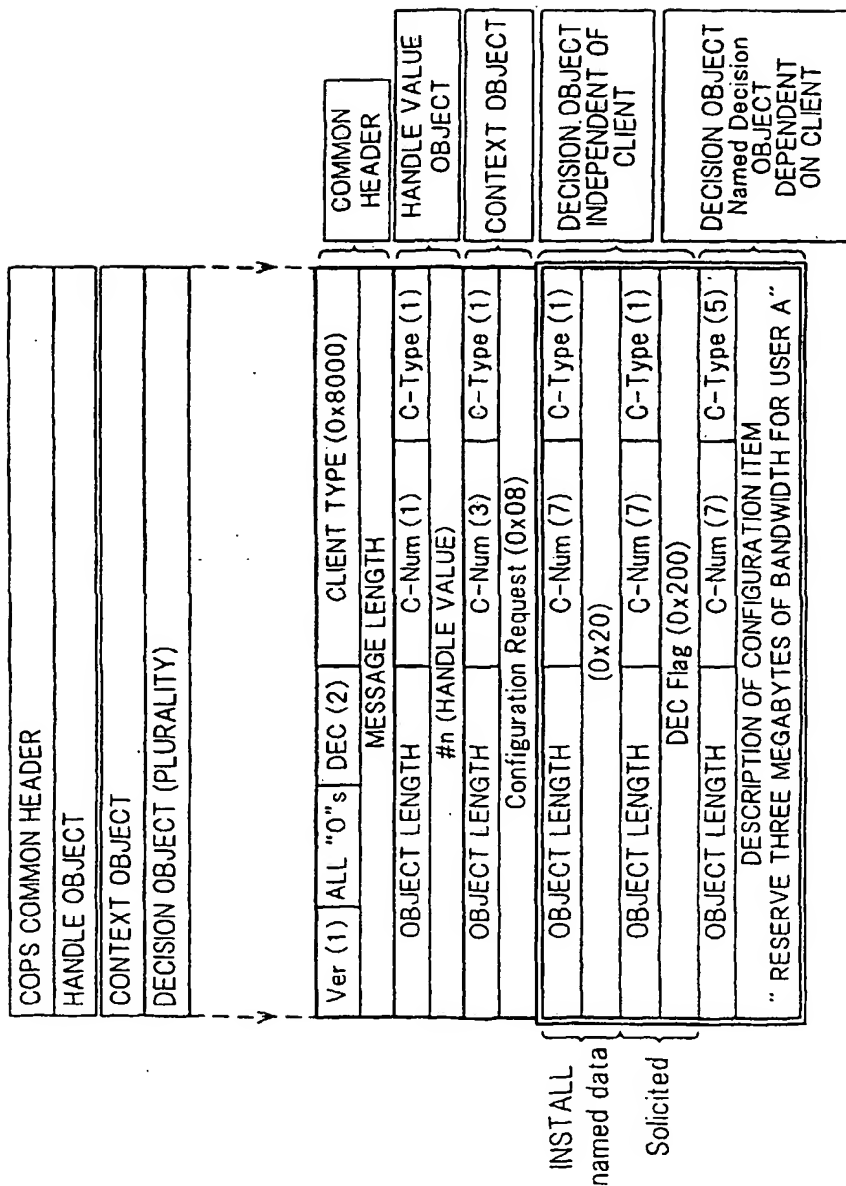 COPS COMMON HEADER
HANDLE OBJECT
CONTEXT OBJECT
DECISION OBJECT (PLURALITY)
Ver (1) ALL "0"s DEC (2) CLIENT TYPE (0x8000)
MESSAGE LENGTH
OBJECT LENGTH C-Num (1) C-Type (1)
#n (HANDLE VALUE)
OBJECT LENGTH C-Num (3) C-Type (1)
Configuration Request (0x08)
OBJECT LENGTH C-Num (7) C-Type (1)
(0x20)
OBJECT LENGTH C-Num (7) C-Type (1)
DEC Flag (0x200)
OBJECT LENGTH C-Num (7) C-Type (5)
DESCRIPTION OF CONFIGURATION ITEM
" RESERVE THREE MEGABYTES OF BANDWIDTH FOR USER A"
INSTALL
named data
Solicited
COMMON
HEADER
HANDLE VALUE
OBJECT
CONTEXT OBJECT
DECISION OBJECT
INDEPENDENT OF
CLIENT
DECISION OBJECT
Named Decision
OBJECT
DEPENDENT
ON CLIENT